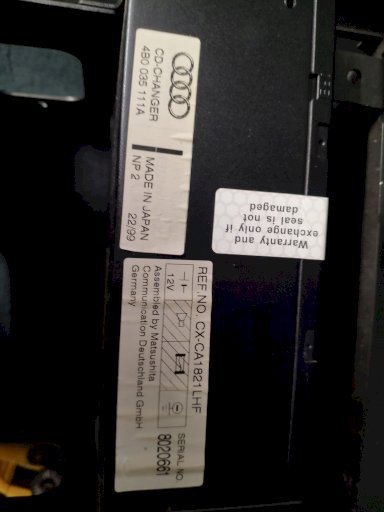 CD-CHANGER
4B0 035 111A
MADE IN JAPAN
NP 2
22/99
Warranty and
exchange only if
seal is not
damaged
REF.NO. CX-CA1821LHF
12V
SERIAL NO.
8020661
Assembled by Matsushita
Communication Deutschland GmbH
Germany